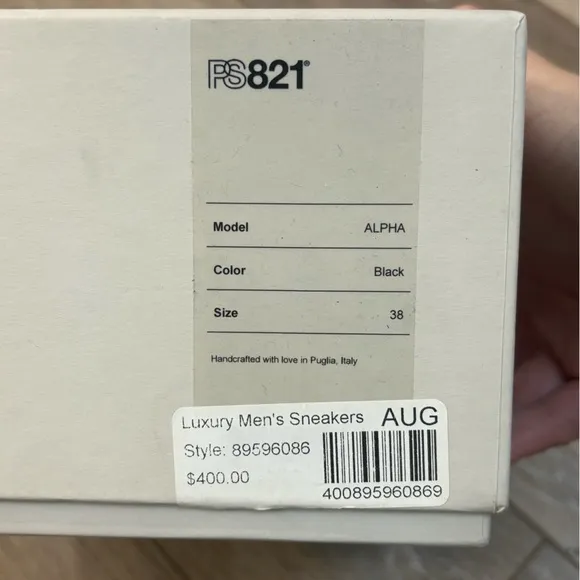 PS821®
Model ALPHA
Color Black
Size 38
Handcrafted with love in Puglia, Italy
Luxury Men's Sneakers AUG
Style: 89596086
$400.00
400895960869